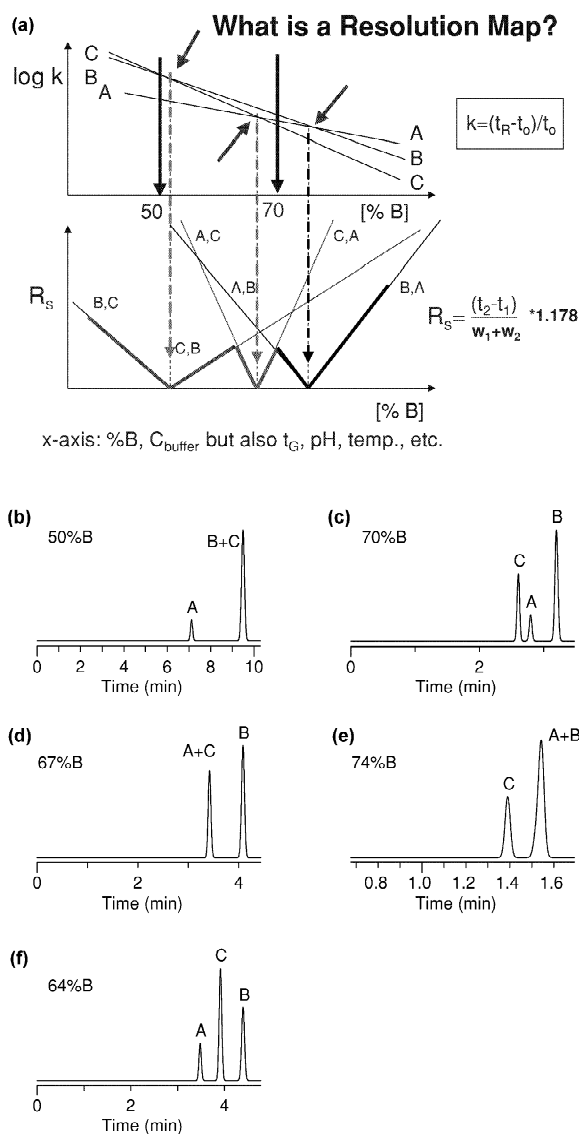 (a) What is a Resolution Map?
C
log k
B
A
A
B
C
k=(tR-to)/to
50 70 [% B]
A,C C,A
Rs B,C Λ,B B,Λ
C,B
Rs= (t2-t1) / w1+w2 *1.178
[% B]
x-axis: %B, Cbuffer but also tG, pH, temp., etc.
(b) 50%B
B+C
A
0 2 4 6 8 10
Time (min)
(c) 70%B
B
C
A
0 2
Time (min)
(d) 67%B
A+C B
0 2 4
Time (min)
(e) 74%B
A+B
C
0.8 1.0 1.2 1.4 1.6
Time (min)
(f) 64%B
C
B
A
0 2 4
Time (min)